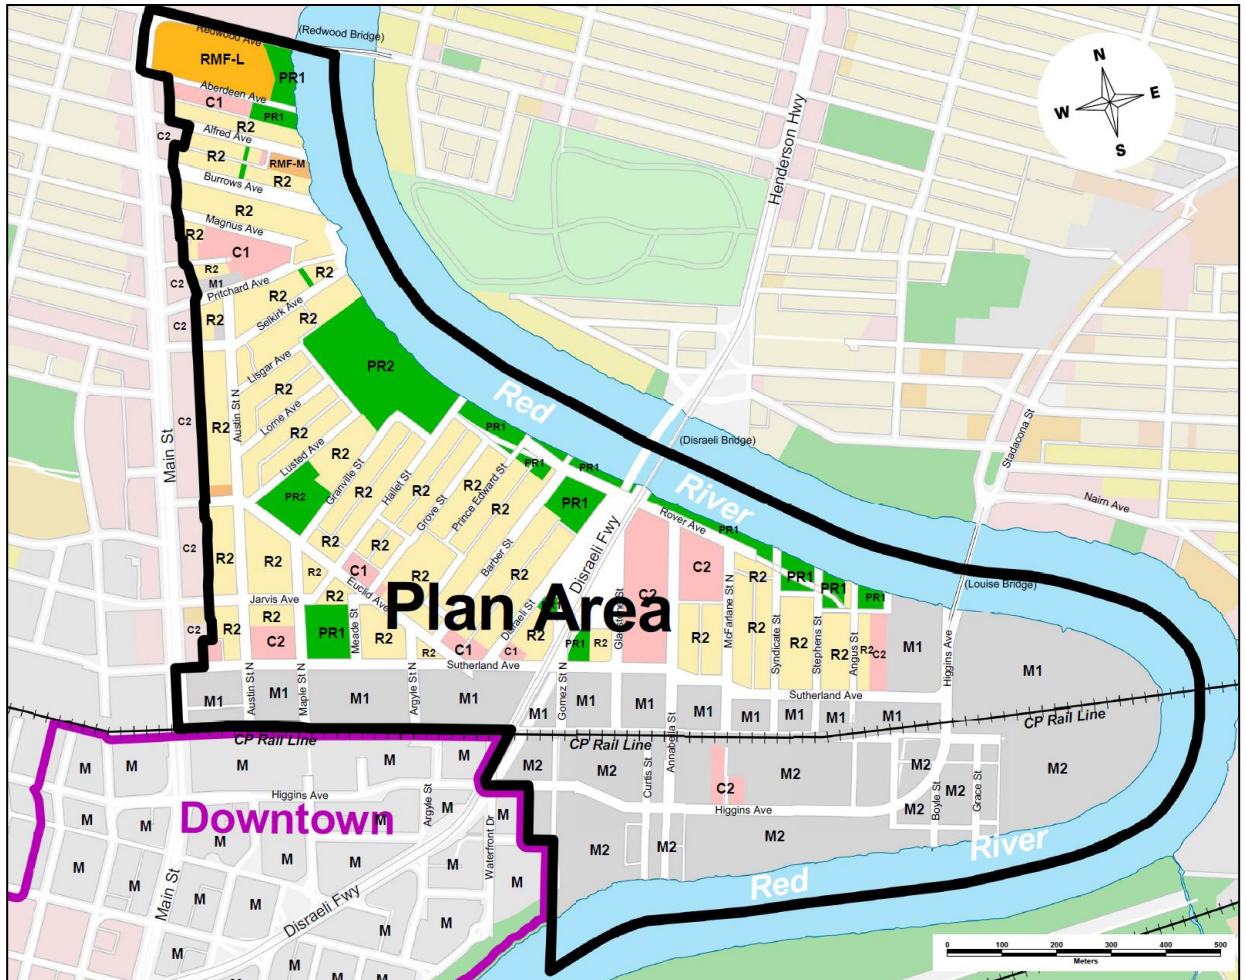 Redwood Ave
(Redwood Bridge)
RMF-L
PR1
Aberdeen Ave
C1
PR1
C2
R2
Alfred Ave
R2
RMF-M
R2
Burrows Ave
R2
Magnus Ave
R2
C1
R2
C2
M1
Pritchard Ave
R2
R2
C2
R2
Selkirk Ave
R2
PR2
Lisgar Ave
R2
Austin St N
C2
R2
Lorne Ave
R2
Main St
Lusted Ave
R2
PR2
Granville St
R2
Hallet St
R2
Grove St
R2
Prince Edward St
R2
PR1
PR1
PR1
PR1
Red
River
(Disraeli Bridge)
Henderson Hwy
N
W
E
S
Stadacona St
Nairn Ave
Rover Ave
PR1
Disraeli Fwy
C2
R2
R2
R2
R2
C1
Euclid Ave
R2
Barber St
R2
Plan Area
C2
C2
R2
PR1
PR1
PR1
(Louise Bridge)
Jarvis Ave
R2
C2
R2
R2
C2
PR1
Meade St
R2
R2
C1
C1
Disraeli St
R2
PR1
R2
R2
McFarlane St N
R2
Syndicate St
R2
Stephens St
R2
Angus St
R2
C2
M1
Higgins Ave
M1
Sutherland Ave
Sutherland Ave
M1
Austin St N
M1
Maple St N
M1
Argyle St N
M1
M1
Gomez St N
M1
M1
M1
M1
M1
M1
M1
CP Rail Line
CP Rail Line
CP Rail Line
M
M
M
M
M
M2
M2
Curtis St
Annabella St
C2
M2
M2
Boyle St
M2
Grace St
M2
M2
Higgins Ave
Higgins Ave
Argyle St
M
M
M
M
Downtown
M
M
M
M
M
M
Waterfront Dr
M
M2
M2
M2
River
Red
M
M
Main St
M
M
Disraeli Fwy
M
M
M
M
M
M
0 100 200 300 400 500
Meters